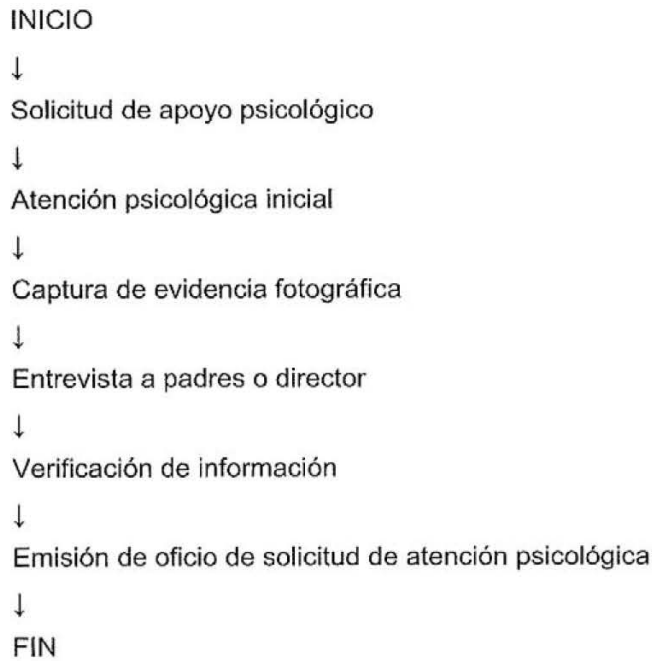 INICIO
↓
Solicitud de apoyo psicológico
↓
Atención psicológica inicial
↓
Captura de evidencia fotográfica
↓
Entrevista a padres o director
↓
Verificación de información
↓
Emisión de oficio de solicitud de atención psicológica
↓
FIN